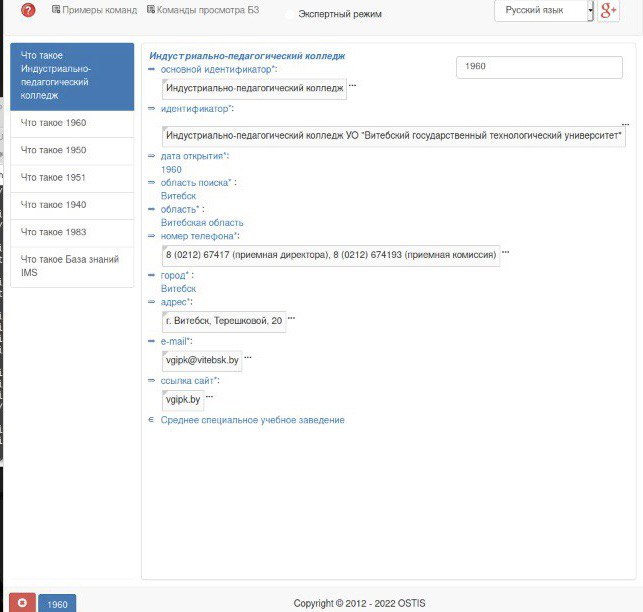 Примеры команд
Команды просмотра БЗ
Экспертный режим
Русский язык
g+
Что такое
Индустриально-
педагогический
колледж
Что такое 1960
Что такое 1950
Что такое 1951
Что такое 1940
Что такое 1983
Что такое База знаний
IMS
1960
Индустриально-педагогический колледж
⇒ основной идентификатор*:
Индустриально-педагогический колледж ...
⇒ идентификатор*:
Индустриально-педагогический колледж УО "Витебский государственный технологический университет" ...
⇒ дата открытия*:
1960
⇒ область поиска* :
Витебск
⇒ область* :
Витебская область
⇒ номер телефона*:
8 (0212) 67417 (приемная директора), 8 (0212) 674193 (приемная комиссия) ...
⇒ город* :
Витебск
⇒ адрес*:
г. Витебск, Терешковой, 20 ...
⇒ e-mail*:
vgipk@vitebsk.by ...
⇒ ссылка сайт*:
vgipk.by ...
∈ Среднее специальное учебное заведение
1960
Copyright © 2012 - 2022 OSTIS